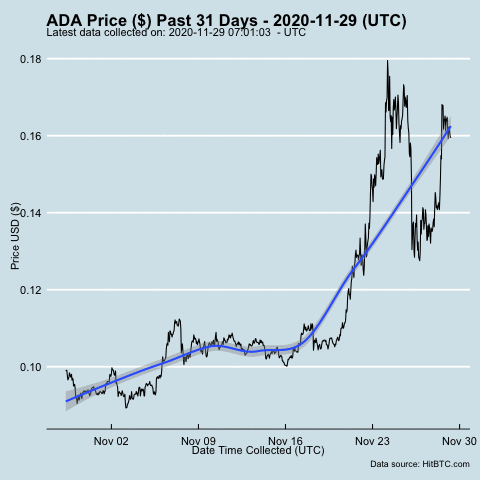 ADA Price ($) Past 31 Days - 2020-11-29 (UTC)
Latest data collected on: 2020-11-29 07:01:03  - UTC
0.18
0.16
0.14
0.12
0.10
Price USD ($)
Nov 02
Nov 09
Nov 16
Nov 23
Nov 30
Date Time Collected (UTC)
Data source: HitBTC.com